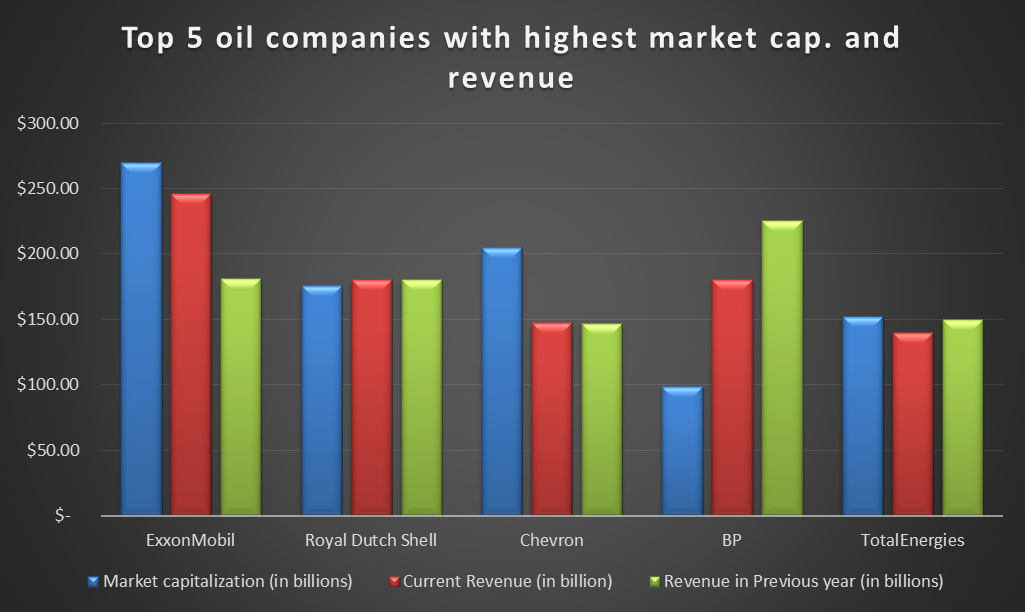 Top 5 oil companies with highest market cap. and
revenue
$300.00
$250.00
$200.00
$150.00
$100.00
$50.00
$-
ExxonMobil
Royal Dutch Shell
Chevron
BP
TotalEnergies
Market capitalization (in billions)
Current Revenue (in billion)
Revenue in Previous year (in billions)